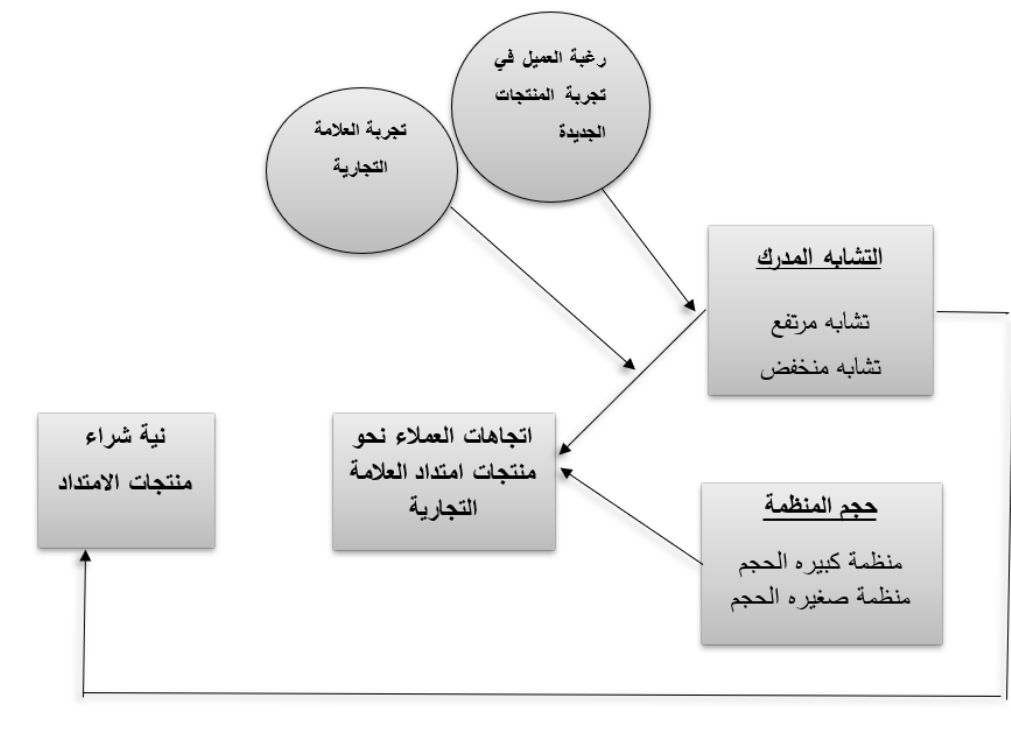 رغبة العميل في
تجربة المنتجات
الجديدة
تجربة العلامة
التجارية
التشابه المدرك
تشابه مرتفع
تشابه منخفض
اتجاهات العملاء نحو
منتجات امتداد العلامة
التجارية
نية شراء
منتجات الامتداد
حجم المنظمة
منظمة كبيره الحجم
منظمة صغيره الحجم